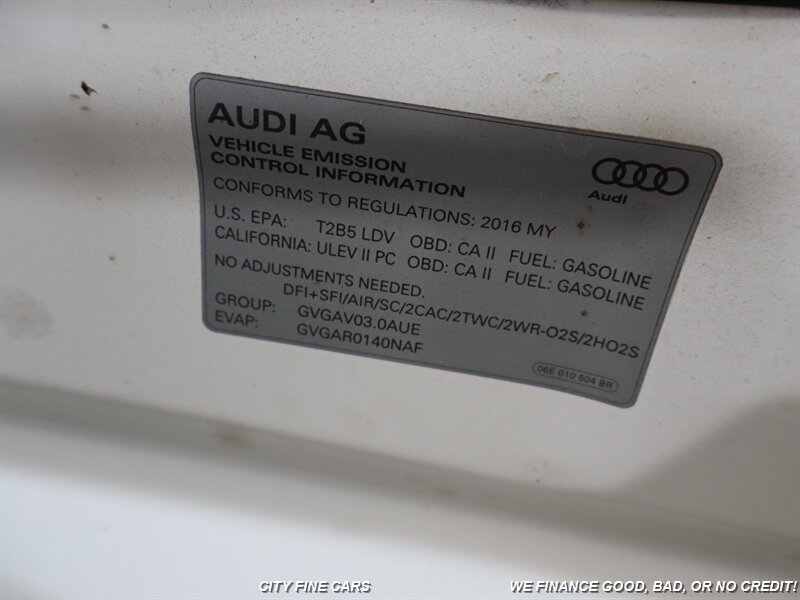 AUDI AG
VEHICLE EMISSION
CONTROL INFORMATION
Audi
CONFORMS TO REGULATIONS: 2016 MY
U.S. EPA: T2B5 LDV OBD: CA II FUEL: GASOLINE
CALIFORNIA: ULEV II PC OBD: CA II FUEL: GASOLINE
NO ADJUSTMENTS NEEDED.
DFI+SFI/AIR/SC/2CAC/2TWC/2WR-O2S/2HO2S
GROUP: GVGAV03.0AUE
EVAP: GVGAR0140NAF
06E 010 504 BR
CITY FINE CARS
WE FINANCE GOOD, BAD, OR NO CREDIT!